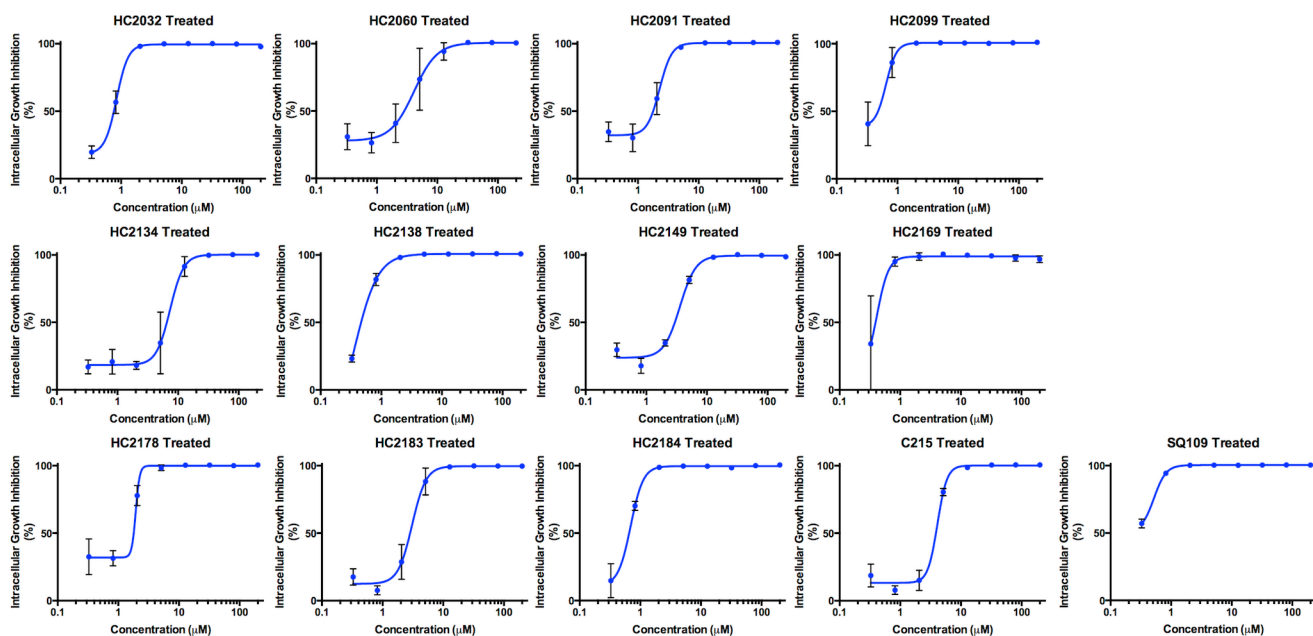 HC2032 Treated
Intracellular Growth Inhibition
(%)
100
50
0
0.1
1
10
100
Concentration (μM)
HC2060 Treated
Intracellular Growth Inhibition
(%)
100
50
0
0.1
1
10
100
Concentration (μM)
HC2091 Treated
Intracellular Growth Inhibition
(%)
100
50
0
0.1
1
10
100
Concentration (μM)
HC2099 Treated
Intracellular Growth Inhibition
(%)
100
50
0
0.1
1
10
100
Concentration (μM)
HC2134 Treated
Intracellular Growth Inhibition
(%)
100
50
0
0.1
1
10
100
Concentration (μM)
HC2138 Treated
Intracellular Growth Inhibition
(%)
100
50
0
0.1
1
10
100
Concentration (μM)
HC2149 Treated
Intracellular Growth Inhibition
(%)
100
50
0
0.1
1
10
100
Concentration (μM)
HC2169 Treated
Intracellular Growth Inhibition
(%)
100
50
0
0.1
1
10
100
Concentration (μM)
HC2178 Treated
Intracellular Growth Inhibition
(%)
100
50
0
0.1
1
10
100
Concentration (μM)
HC2183 Treated
Intracellular Growth Inhibition
(%)
100
50
0
0.1
1
10
100
Concentration (μM)
HC2184 Treated
Intracellular Growth Inhibition
(%)
100
50
0
0.1
1
10
100
Concentration (μM)
C215 Treated
Intracellular Growth Inhibition
(%)
100
50
0
0.1
1
10
100
Concentration (μM)
SQ109 Treated
Intracellular Growth Inhibition
(%)
100
50
0
0.1
1
10
100
Concentration (μM)